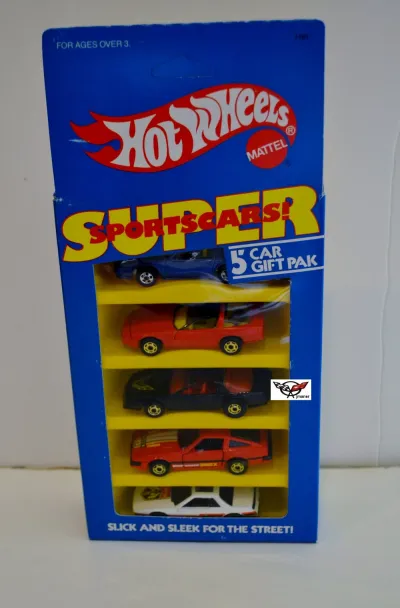 FOR AGES OVER 3.
HOT WHEELS®
MATTEL
SUPER
SPORTSCARS!
5 CAR
GIFT PAK
SLICK AND SLEEK FOR THE STREET!